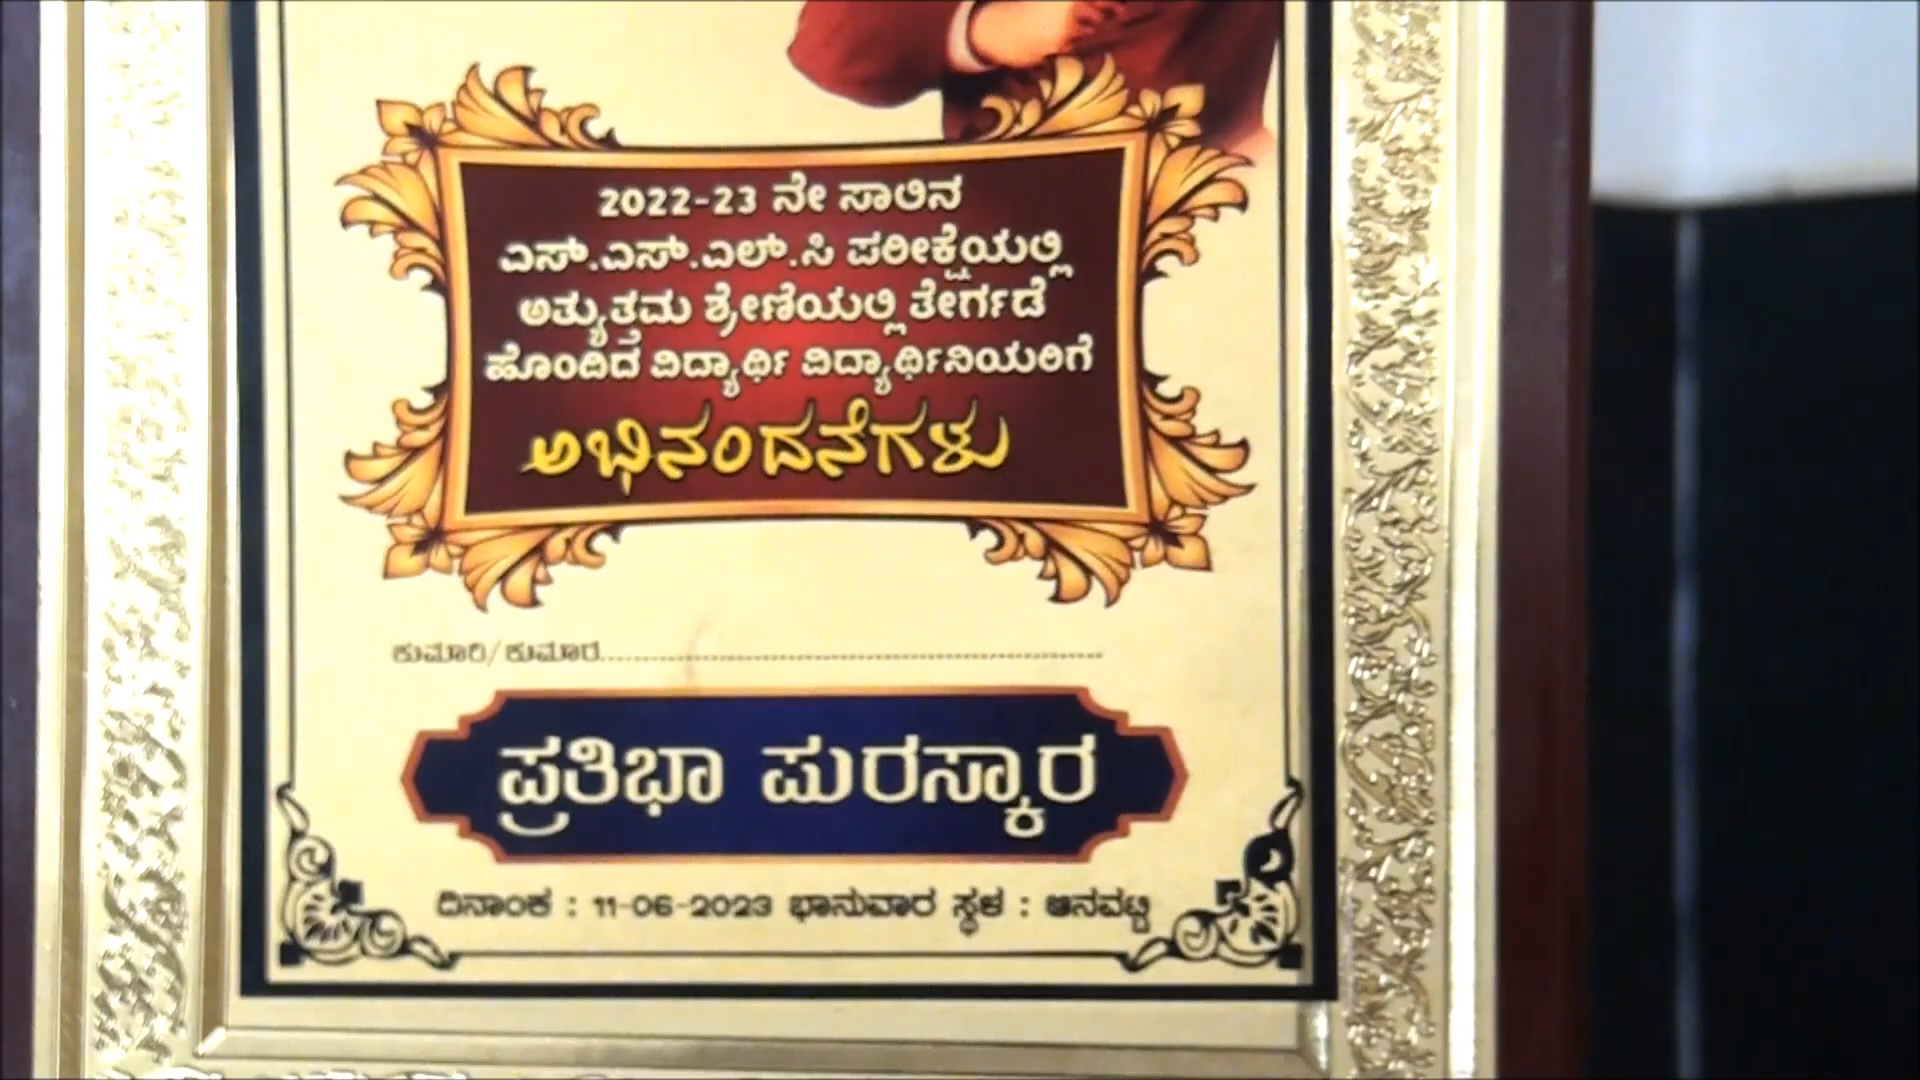 2022-23 ನೇ ಸಾಲಿನ
ಎಸ್.ಎಸ್.ಎಲ್.ಸಿ ಪರೀಕ್ಷೆಯಲ್ಲಿ
ಅತ್ಯುತ್ತಮ ಶ್ರೇಣಿಯಲ್ಲಿ ತೇರ್ಗಡೆ
ಹೊಂದಿದ ವಿದ್ಯಾರ್ಥಿ ವಿದ್ಯಾರ್ಥಿನಿಯರಿಗೆ
ಅಭಿನಂದನೆಗಳು
ಕುಮಾರಿ/ಕುಮಾರ..........................................................................
ಪ್ರತಿಭಾ ಪುರಸ್ಕಾರ
ದಿನಾಂಕ : 11-06-2023 ಭಾನುವಾರ ಸ್ಥಳ : ಆನವಟ್ಟಿ